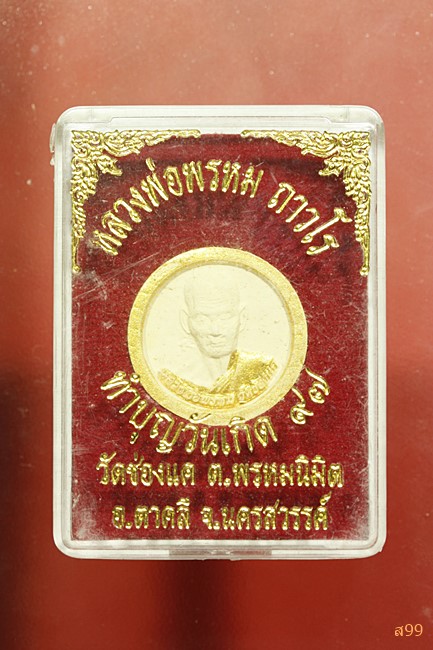 หลวงพ่อพรหม ถาวโร
ทำบุญวันเกิด ๙๗
วัดช่องแค ต.พรหมนิมิต
อ.ตาคลี จ.นครสวรรค์
ส99